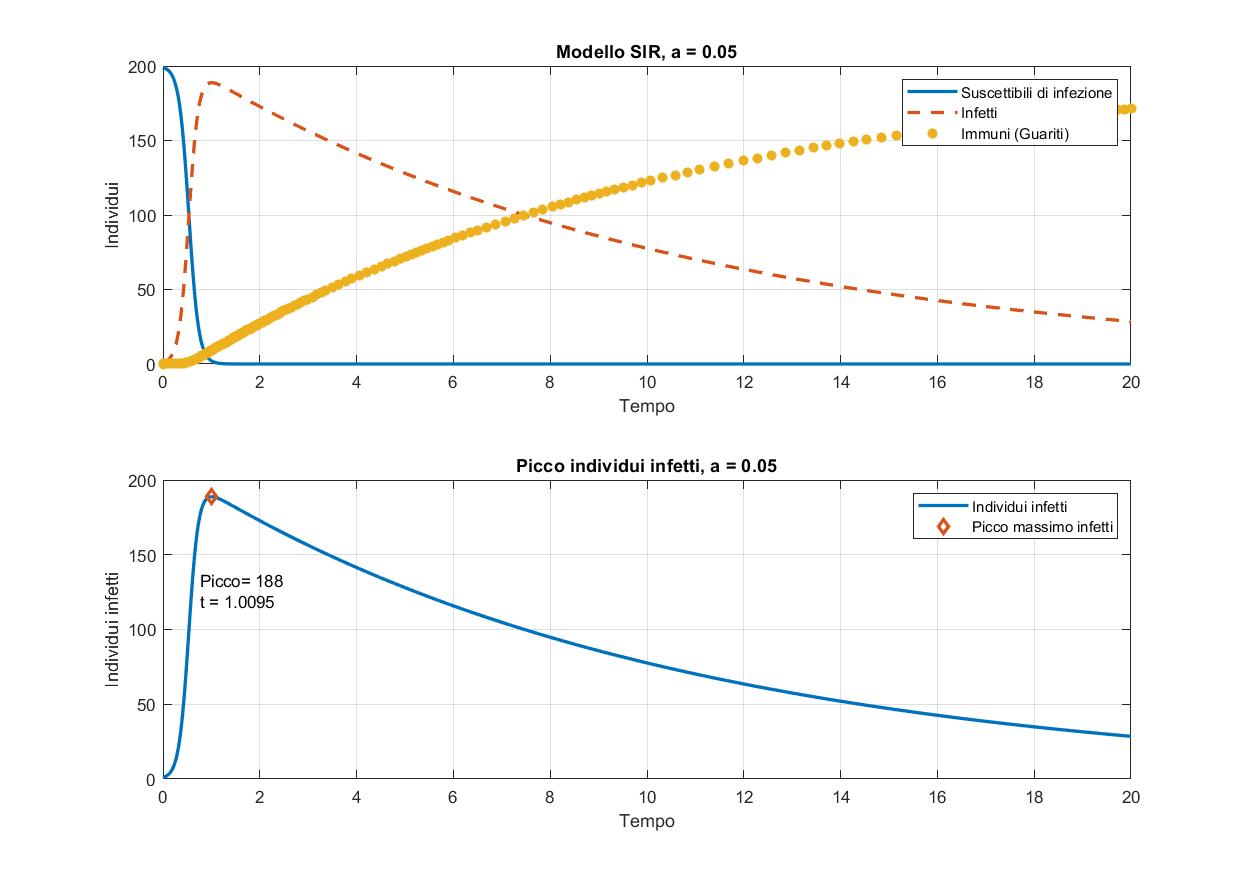 Modello SIR, a = 0.05
200
150
100
50
0
Individui
Suscettibili di infezione
Infetti
Immuni (Guariti)
0 2 4 6 8 10 12 14 16 18 20
Tempo
Picco individui infetti, a = 0.05
200
150
100
50
0
Individui infetti
Individui infetti
Picco massimo infetti
Picco= 188
t = 1.0095
0 2 4 6 8 10 12 14 16 18 20
Tempo